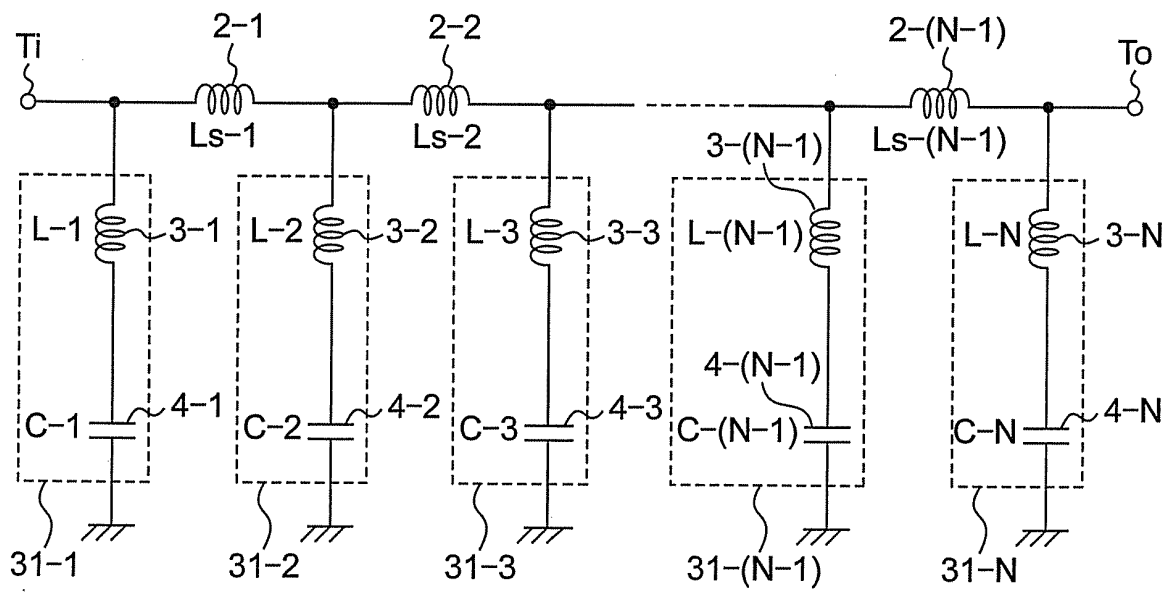 2-1
2-2
2-(N-1)
Ti
To
Ls-1
Ls-2
Ls-(N-1)
3-(N-1)
L-1
3-1
L-2
3-2
L-3
3-3
L-(N-1)
L-N
3-N
4-(N-1)
C-1
4-1
C-2
4-2
C-3
4-3
C-(N-1)
C-N
4-N
31-1
31-2
31-3
31-(N-1)
31-N